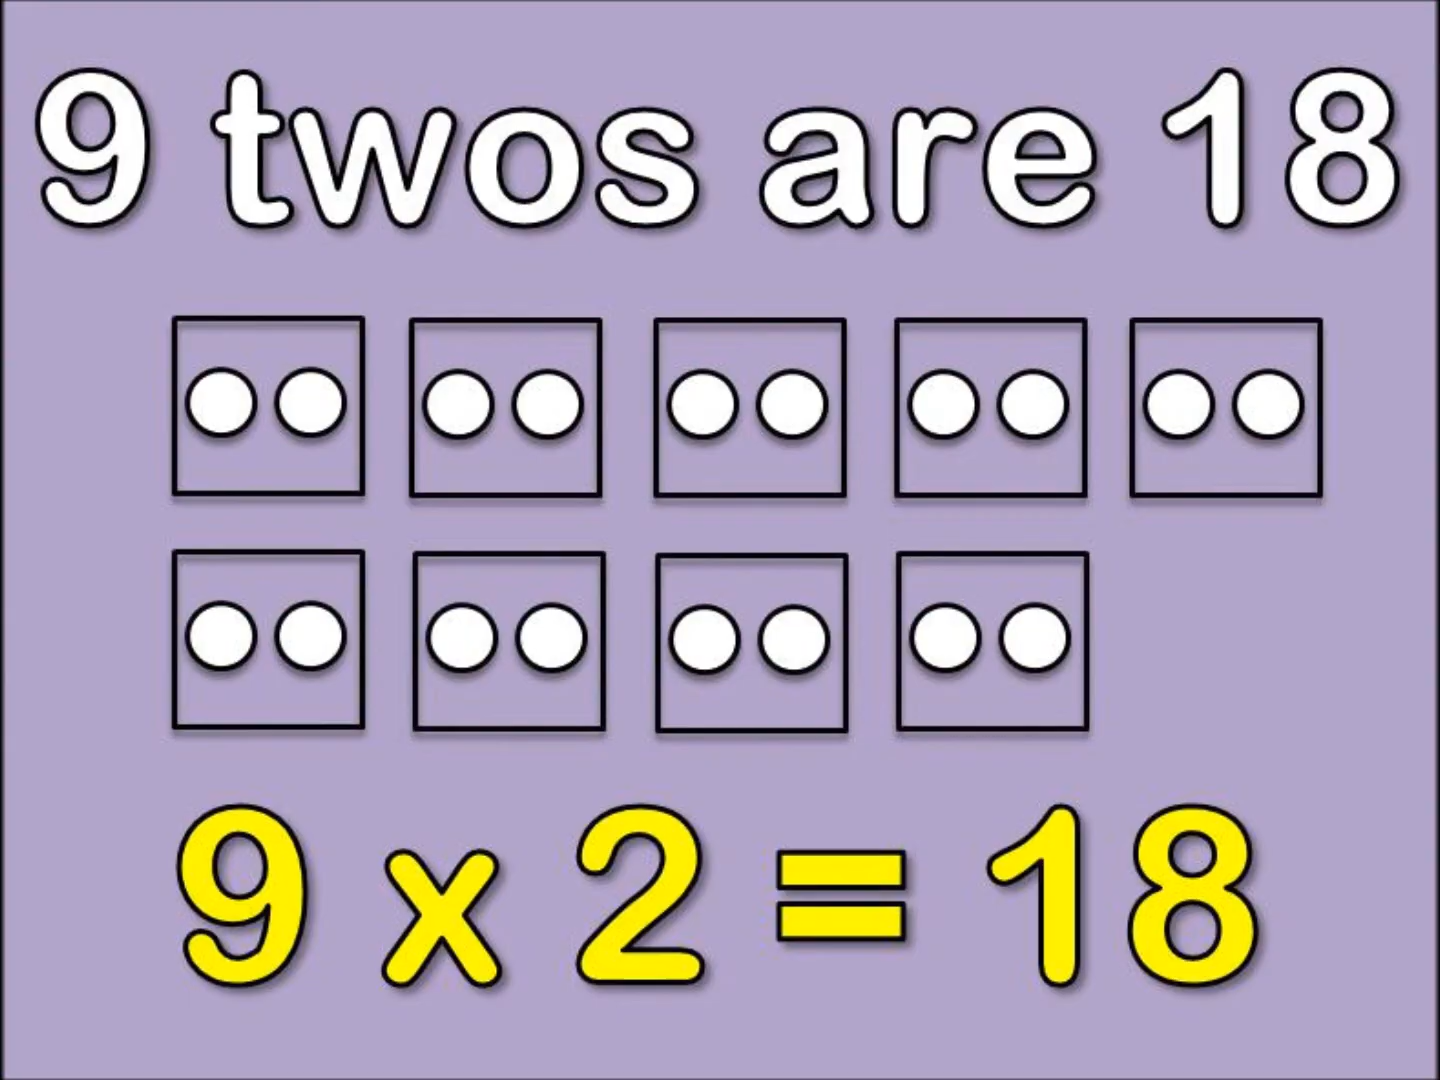 9 twos are 18
9 x 2 = 18